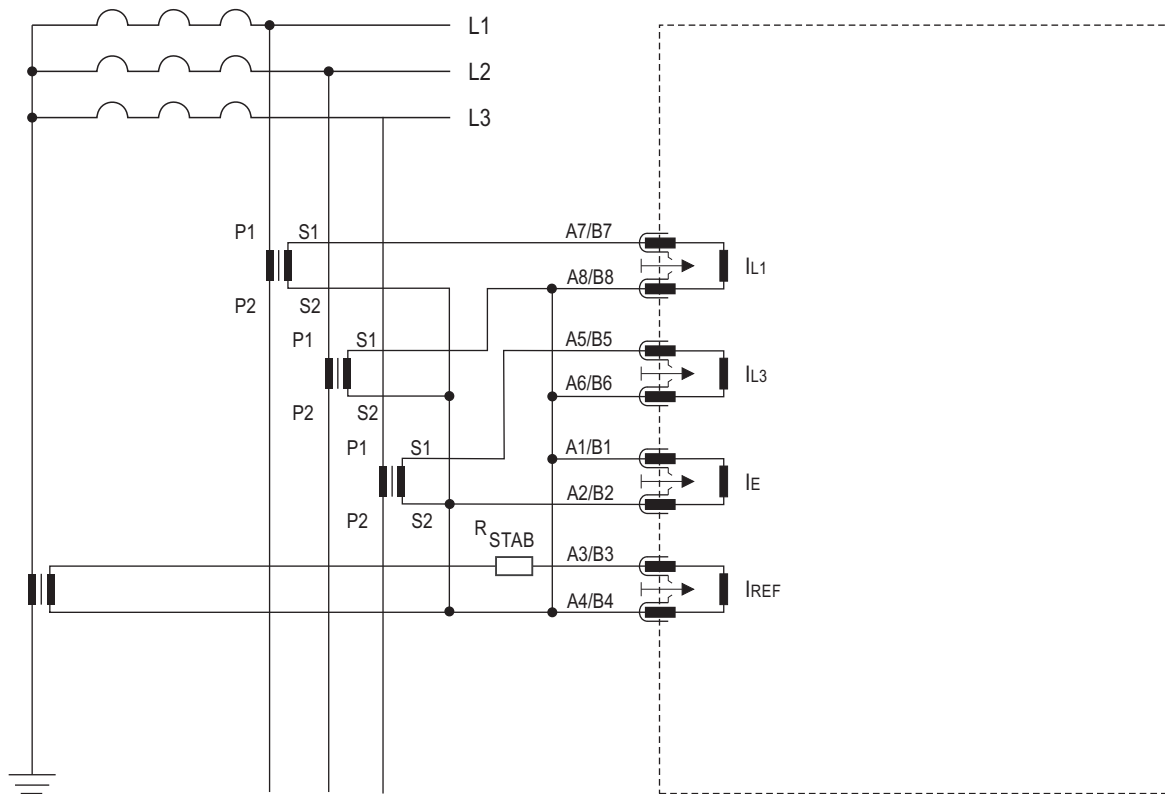 L1
L2
L3
P1 S1 A7/B7
IL1
P2 S2 A8/B8
P1 S1 A5/B5
IL3
P2 S2 A6/B6
P1 S1 A1/B1
IE
P2 S2 A2/B2
RSTAB A3/B3
IREF
A4/B4